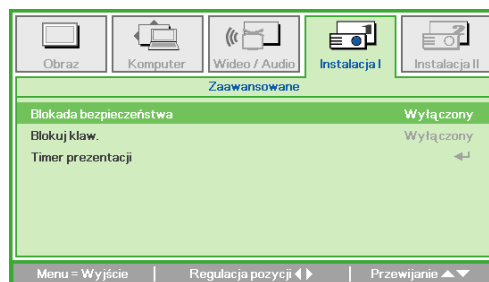 Obraz
Komputer
Wideo / Audio
Instalacja I
Instalacja II
Zaawansowane
Blokada bezpieczeństwa Wyłączony
Blokuj klaw. Wyłączony
Timer prezentacji
Menu = Wyjście | Regulacja pozycji | Przewijanie